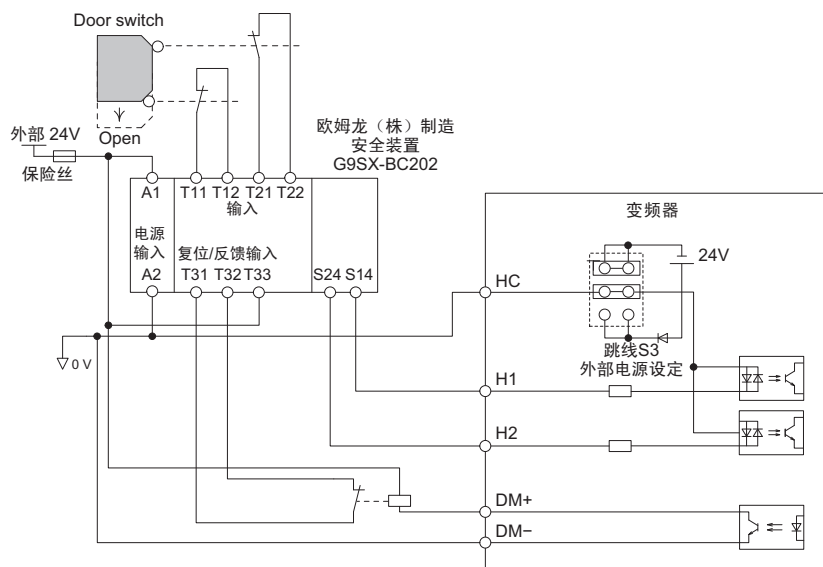 Door switch
Open
外部 24V
保险丝
欧姆龙（株）制造
安全装置
G9SX-BC202
A1
T11
T12
T21
T22
输入
电源
输入
复位/反馈输入
A2
T31
T32
T33
S24
S14
0 V
变频器
24V
HC
跳线S3
外部电源设定
H1
H2
DM+
DM−